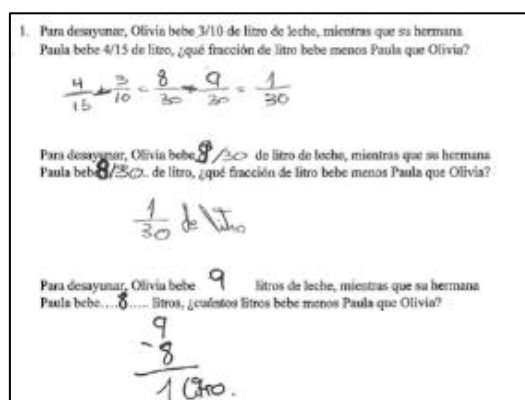 1. Para desayunar, Olivia bebe 3/10 de litro de leche, mientras que su hermana
Paula bebe 4/15 de litro, ¿qué fracción de litro bebe menos Paula que Olivia?
4/15 - 3/10 = 8/30 - 9/30 = 1/30
Para desayunar, Olivia bebe 9/30 de litro de leche, mientras que su hermana
Paula bebe 8/30.. de litro, ¿qué fracción de litro bebe menos Paula que Olivia?
1/30 de litro
Para desayunar, Olivia bebe 9 litros de leche, mientras que su hermana
Paula bebe....8..... litros, ¿cuántos litros bebe menos Paula que Olivia?
9
- 8
1 litro.